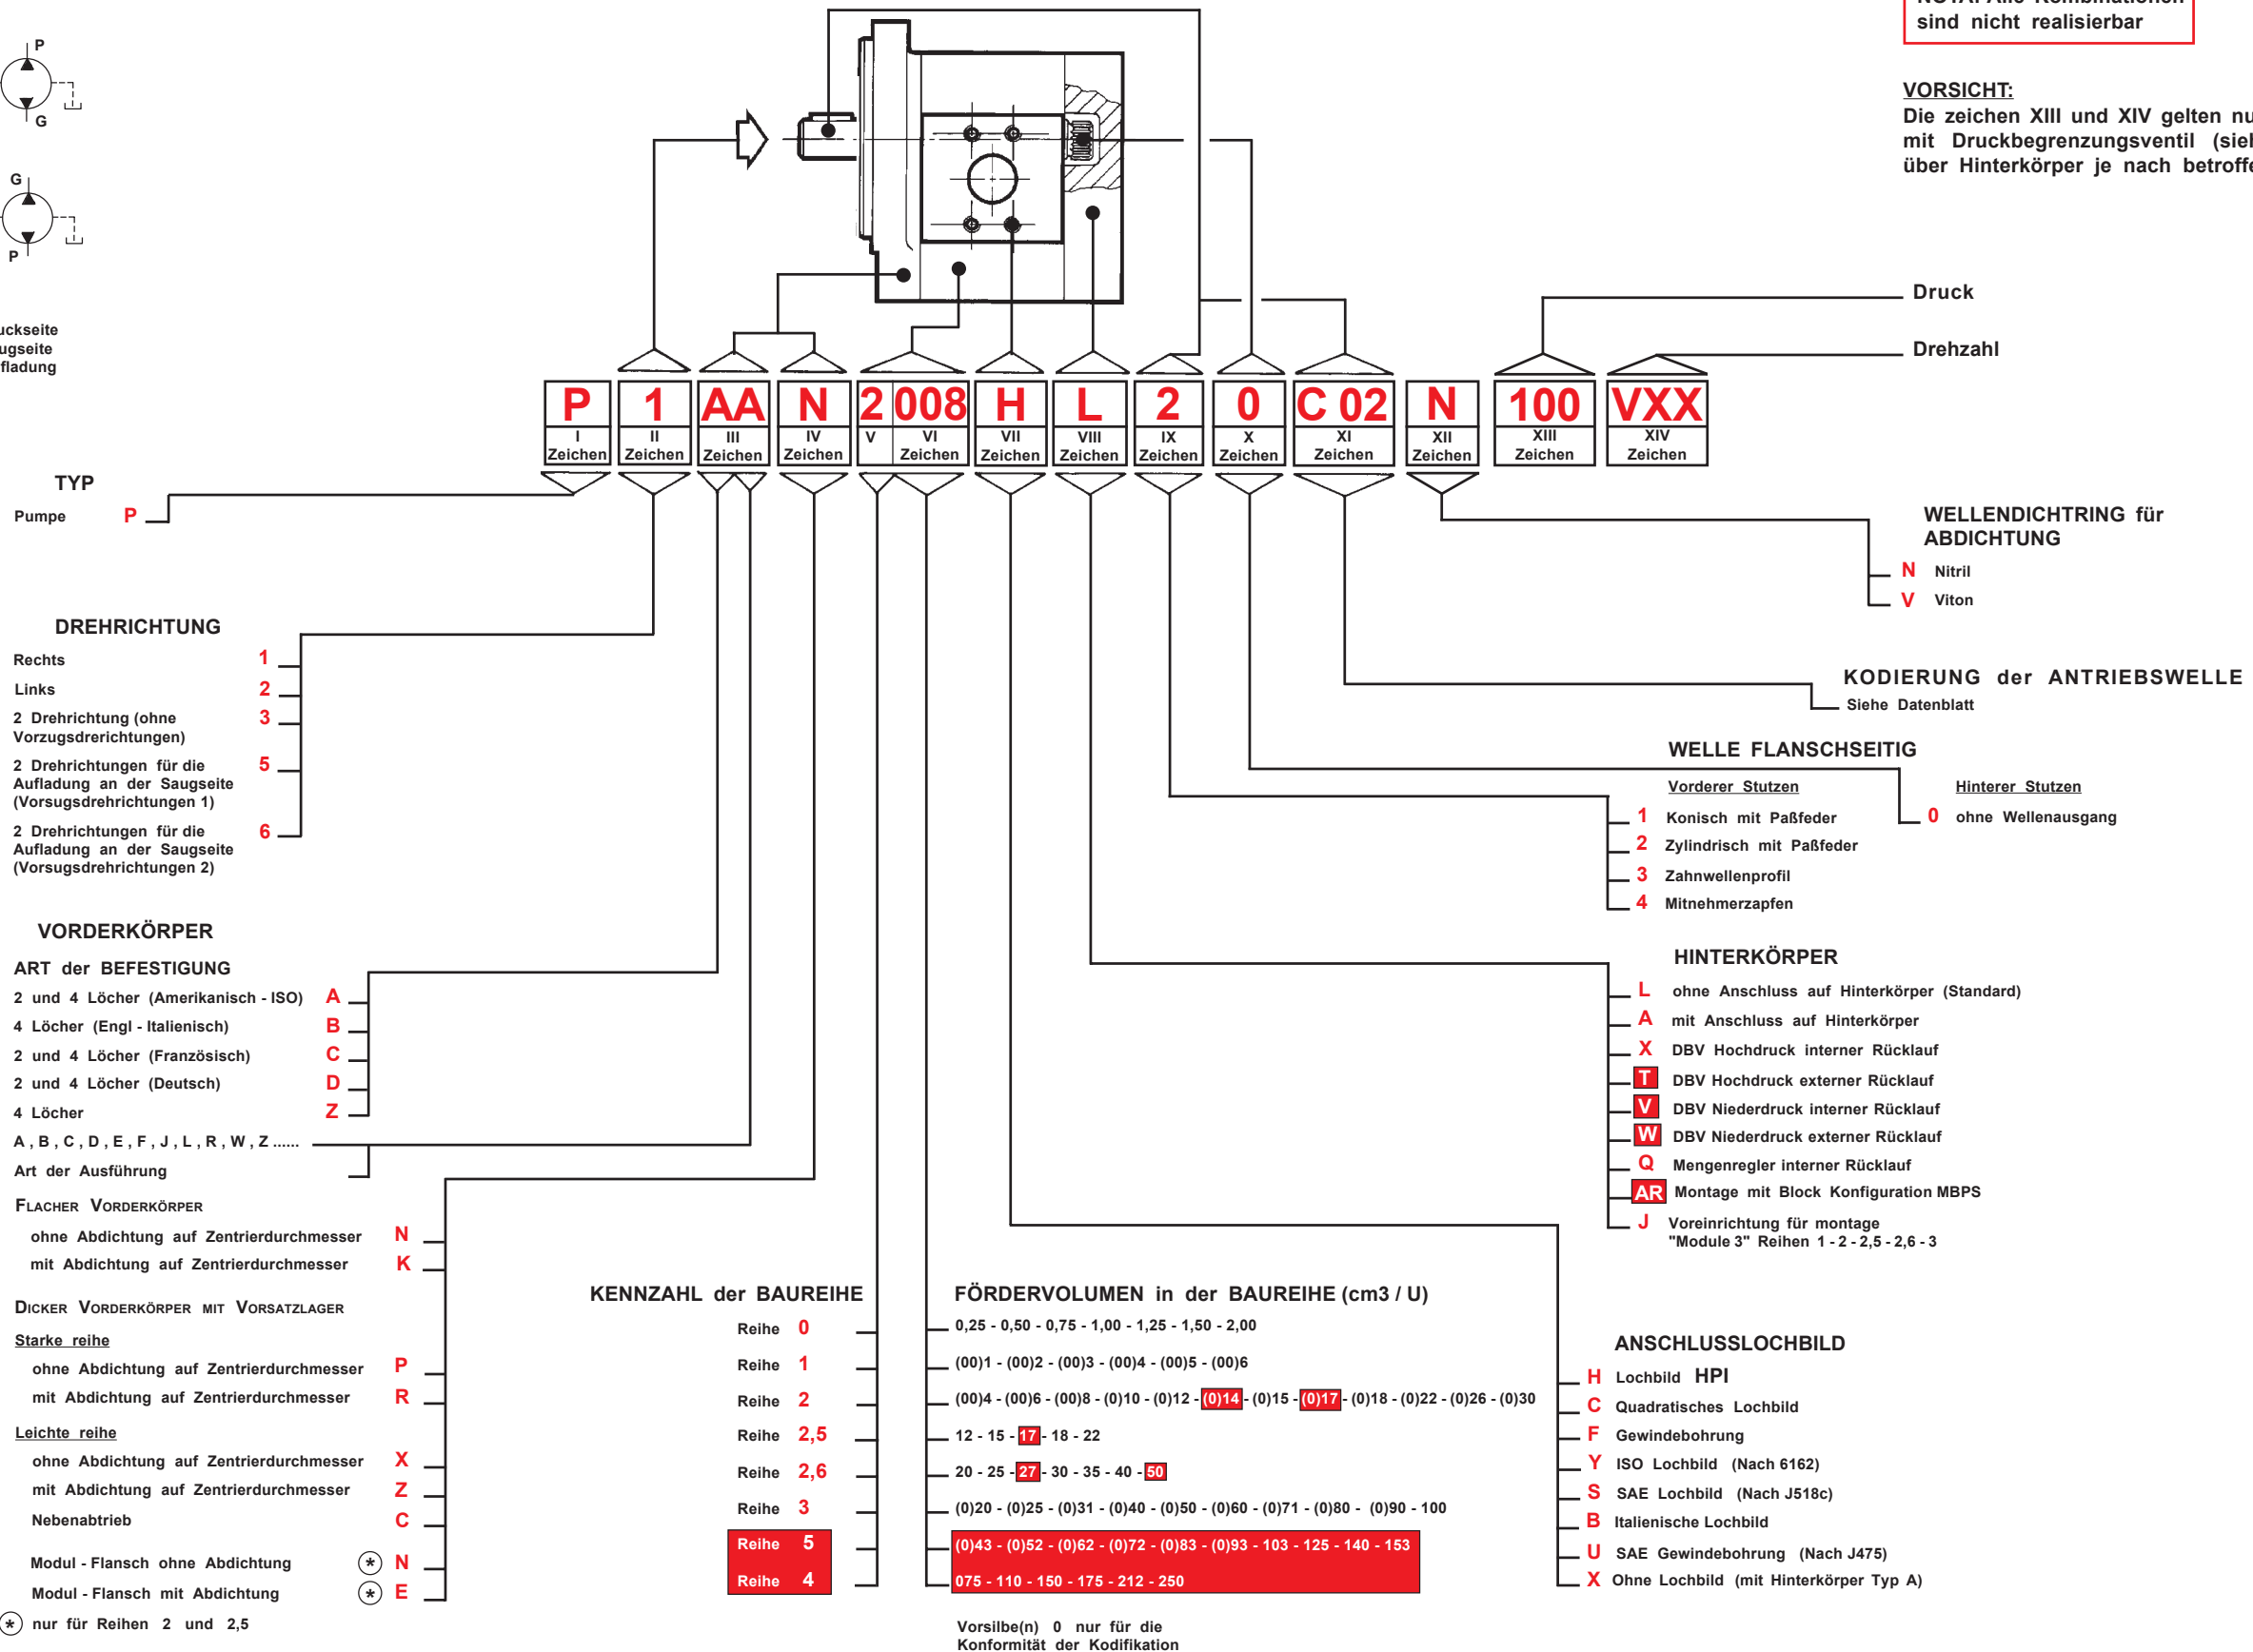 sind nicht realisierbar
VORSICHT:
Die zeichen XIII und XIV gelten
mit Druckbegrenzungsventil
über Hinterkörper je nach
P
G
G
P
Druck
Drehzahl
P 1 AA N 2 008 H L 2 0 C 02 N 100 VXX
I II III IV V VI VII VIII IX X XI XII XIII XIV
Zeichen Zeichen Zeichen Zeichen Zeichen Zeichen Zeichen Zeichen Zeichen Zeichen Zeichen Zeichen Zeichen
TYP
Pumpe P
DREHRICHTUNG
Rechts 1
Links 2
2 Drehrichtung (ohne 3
Vorzugsdrerichtungen)
2 Drehrichtungen für die 5
Aufladung an der Saugseite
(Vorsugsdrehrichtungen 1)
2 Drehrichtungen für die 6
Aufladung an der Saugseite
(Vorsugsdrehrichtungen 2)
VORDERKÖRPER
ART der BEFESTIGUNG
2 und 4 Löcher (Amerikanisch - ISO) A
4 Löcher (Engl - Italienisch) B
2 und 4 Löcher (Französisch) C
2 und 4 Löcher (Deutsch) D
4 Löcher Z
A , B , C , D , E , F , J , L , R , W , Z ......
Art der Ausführung
FLACHER VORDERKÖRPER
ohne Abdichtung auf Zentrierdurchmesser N
mit Abdichtung auf Zentrierdurchmesser K
DICKER VORDERKÖRPER MIT VORSATZLAGER
Starke reihe
ohne Abdichtung auf Zentrierdurchmesser P
mit Abdichtung auf Zentrierdurchmesser R
Leichte reihe
ohne Abdichtung auf Zentrierdurchmesser X
mit Abdichtung auf Zentrierdurchmesser Z
Nebenabtrieb C
Modul - Flansch ohne Abdichtung * N
Modul - Flansch mit Abdichtung * E
* nur für Reihen 2 und 2,5
KENNZAHL der BAUREIHE
Reihe 0
Reihe 1
Reihe 2
Reihe 2,5
Reihe 2,6
Reihe 3
Reihe 5
Reihe 4
FÖRDERVOLUMEN in der BAUREIHE (cm3 / U)
0,25 - 0,50 - 0,75 - 1,00 - 1,25 - 1,50 - 2,00
(00)1 - (00)2 - (00)3 - (00)4 - (00)5 - (00)6
(00)4 - (00)6 - (00)8 - (0)10 - (0)12 - (0)14 - (0)15 - (0)17 - (0)18 - (0)22 - (0)26 - (0)30
12 - 15 - 17 - 18 - 22
20 - 25 - 27 - 30 - 35 - 40 - 50
(0)20 - (0)25 - (0)31 - (0)40 - (0)50 - (0)60 - (0)71 - (0)80 - (0)90 - 100
(0)43 - (0)52 - (0)62 - (0)72 - (0)83 - (0)93 - 103 - 125 - 140 - 153
075 - 110 - 150 - 175 - 212 - 250
Vorsilbe(n) 0 nur für die
Konformität der Kodifikation
WELLENDICHTRING für
ABDICHTUNG
N Nitril
V Viton
KODIERUNG der ANTRIEBSWELLE
Siehe Datenblatt
WELLE FLANSCHSEITIG
Vorderer Stutzen
1 Konisch mit Paßfeder
2 Zylindrisch mit Paßfeder
3 Zahnwellenprofil
4 Mitnehmerzapfen
Hinterer Stutzen
0 ohne Wellenausgang
HINTERKÖRPER
L ohne Anschluss auf Hinterkörper (Standard)
A mit Anschluss auf Hinterkörper
X DBV Hochdruck interner Rücklauf
T DBV Hochdruck externer Rücklauf
V DBV Niederdruck interner Rücklauf
W DBV Niederdruck externer Rücklauf
Q Mengenregler interner Rücklauf
AR Montage mit Block Konfiguration MBPS
J Voreinrichtung für montage
"Module 3" Reihen 1 - 2 - 2,5 - 2,6 - 3
ANSCHLUSSLOCHBILD
H Lochbild HPI
C Quadratisches Lochbild
F Gewindebohrung
Y ISO Lochbild (Nach 6162)
S SAE Lochbild (Nach J518c)
B Italienische Lochbild
U SAE Gewindebohrung (Nach J475)
X Ohne Lochbild (mit Hinterkörper Typ A)